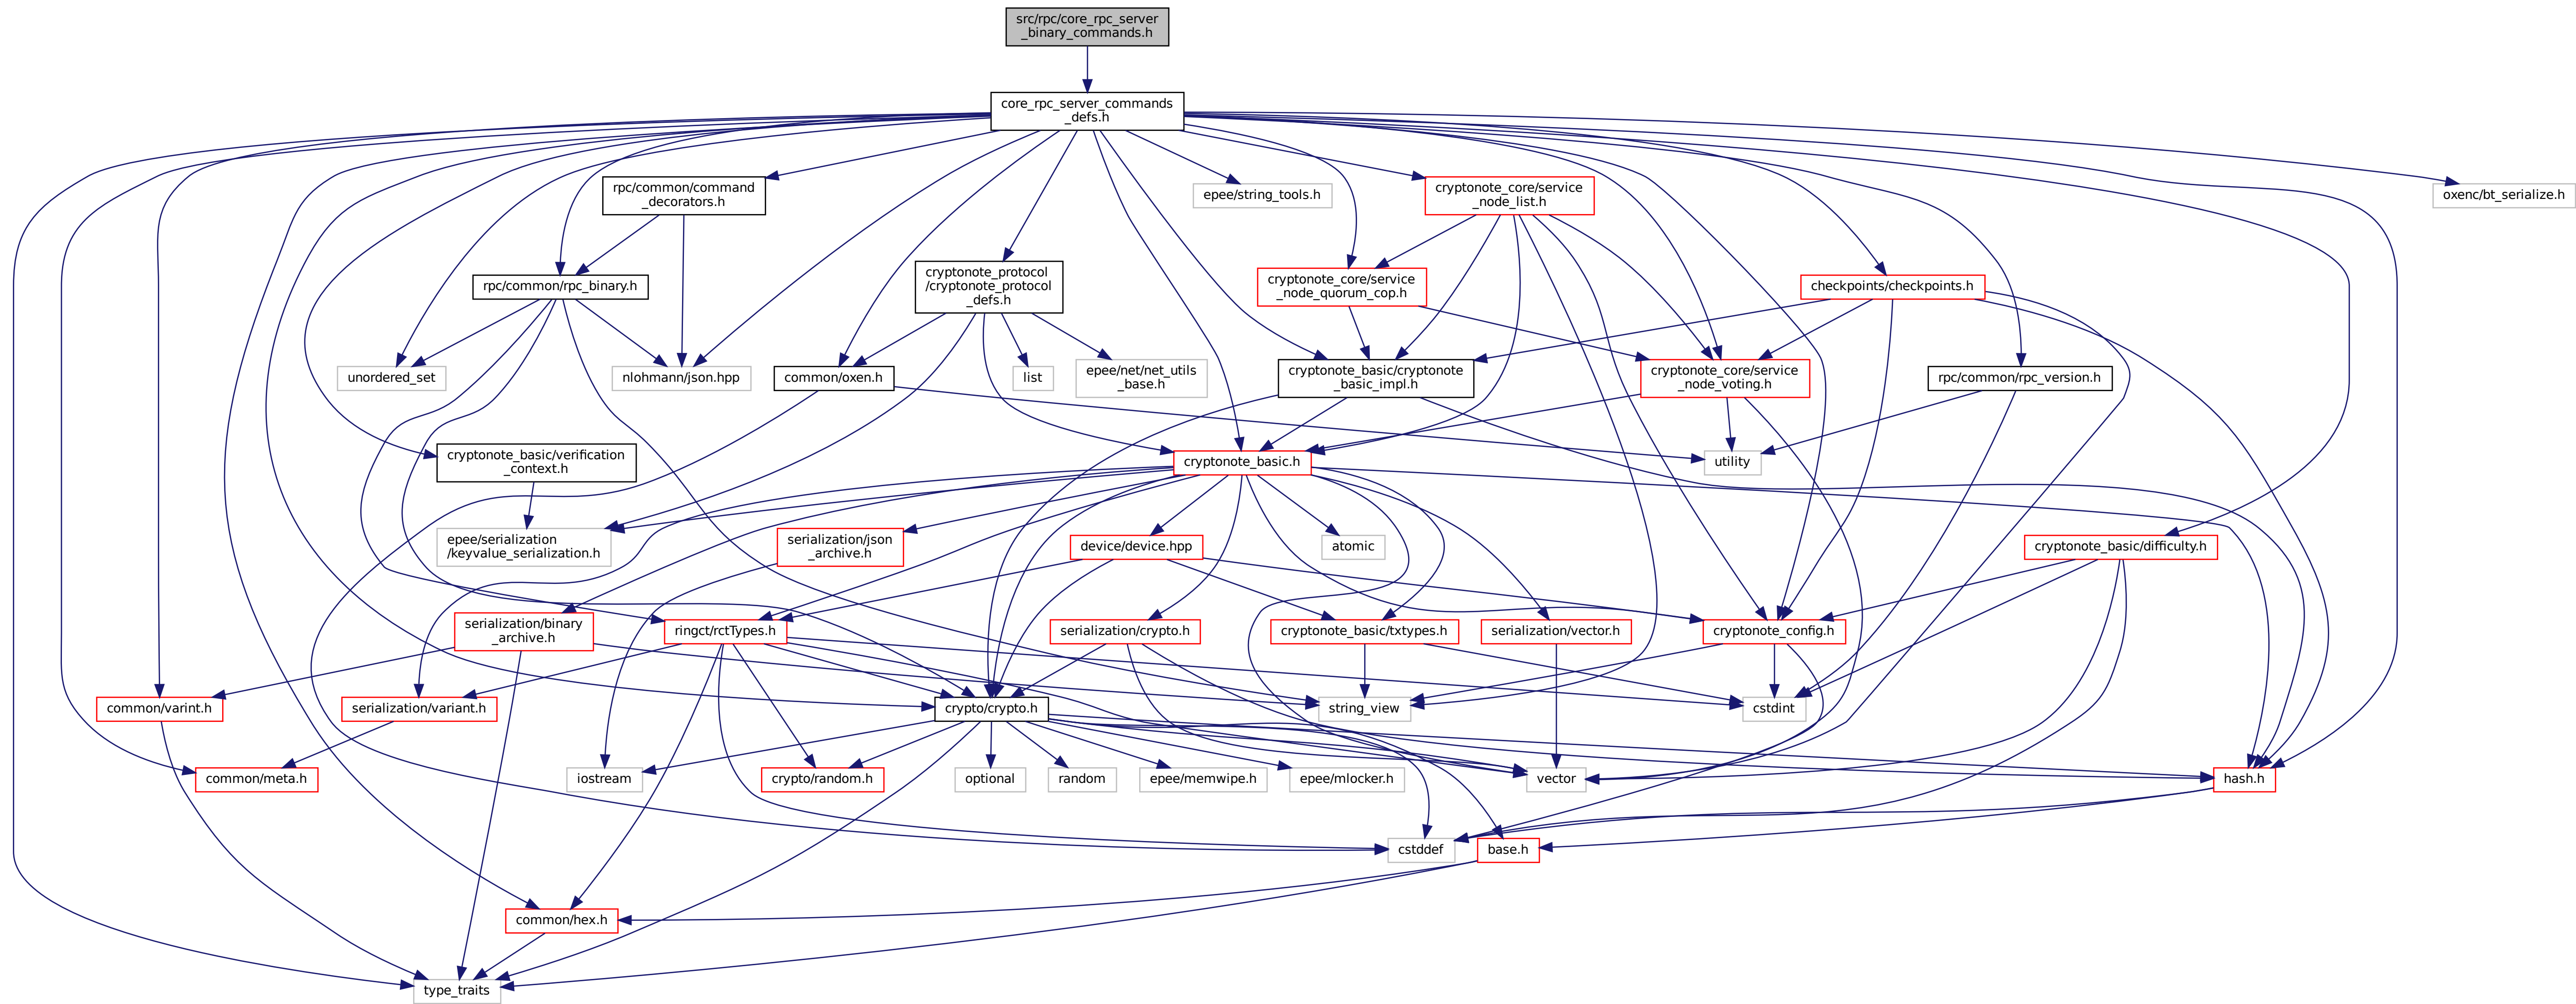 src/rpc/core_rpc_server
_binary_commands.h
core_rpc_server_commands
_defs.h
rpc/common/command
_decorators.h
epee/string_tools.h
cryptonote_core/service
_node_list.h
oxenc/bt_serialize.h
rpc/common/rpc_binary.h
cryptonote_protocol
/cryptonote_protocol
_defs.h
cryptonote_core/service
_node_quorum_cop.h
checkpoints/checkpoints.h
unordered_set
nlohmann/json.hpp
common/oxen.h
list
epee/net/net_utils
_base.h
cryptonote_basic/cryptonote
_basic_impl.h
cryptonote_core/service
_node_voting.h
rpc/common/rpc_version.h
cryptonote_basic/verification
_context.h
cryptonote_basic.h
utility
epee/serialization
/keyvalue_serialization.h
serialization/json
_archive.h
device/device.hpp
atomic
cryptonote_basic/difficulty.h
serialization/binary
_archive.h
ringct/rctTypes.h
serialization/crypto.h
cryptonote_basic/txtypes.h
serialization/vector.h
cryptonote_config.h
common/varint.h
serialization/variant.h
crypto/crypto.h
string_view
cstdint
common/meta.h
iostream
crypto/random.h
optional
random
epee/memwipe.h
epee/mlocker.h
vector
hash.h
cstddef
base.h
common/hex.h
type_traits